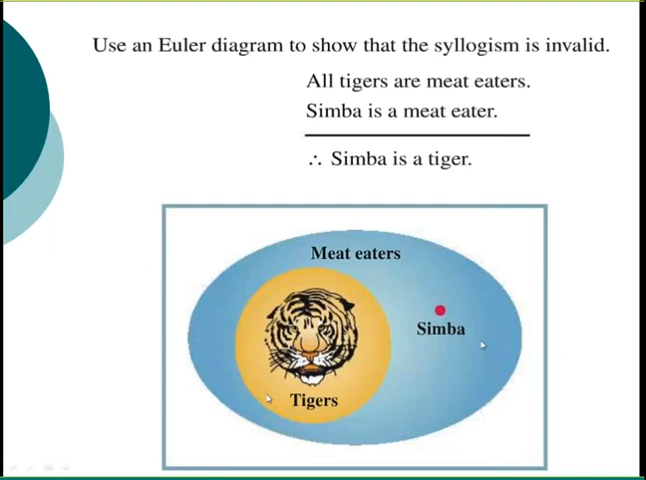 Use an Euler diagram to show that the syllogism is invalid.
All tigers are meat eaters.
Simba is a meat eater.
∴ Simba is a tiger.
Meat eaters
Simba
Tigers